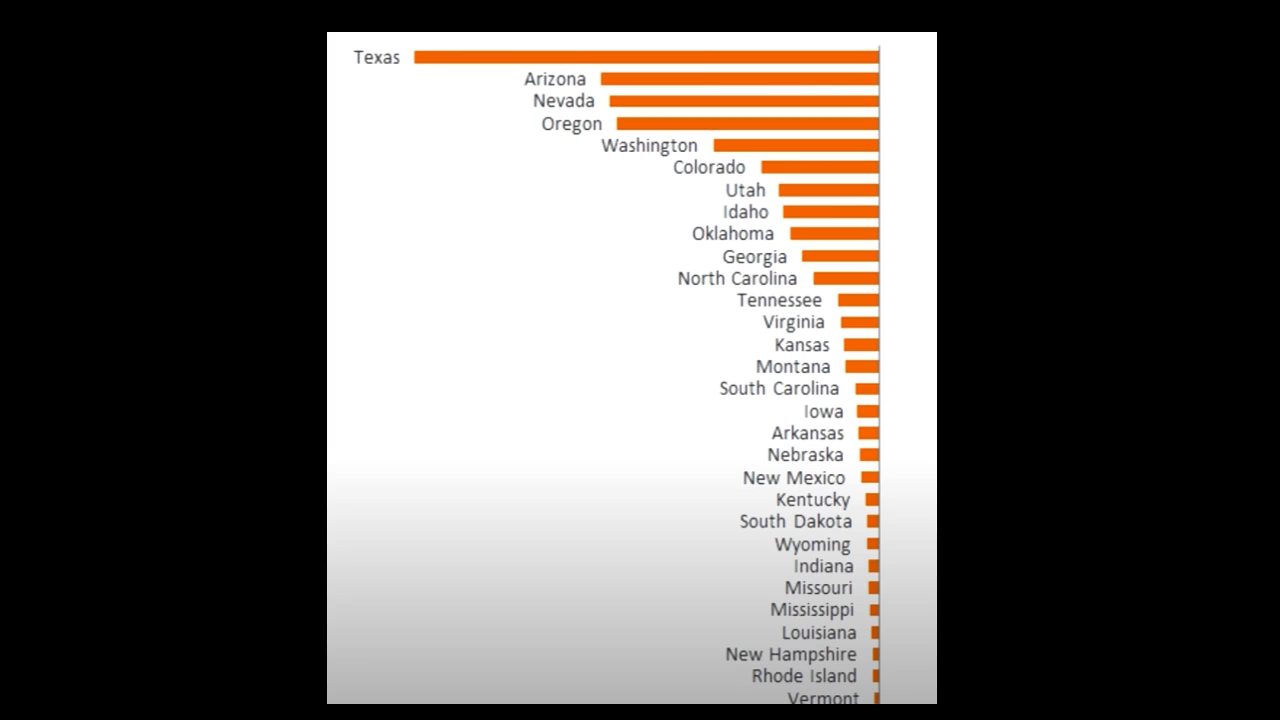 Texas
Arizona
Nevada
Oregon
Washington
Colorado
Utah
Idaho
Oklahoma
Georgia
North Carolina
Tennessee
Virginia
Kansas
Montana
South Carolina
Iowa
Arkansas
Nebraska
New Mexico
Kentucky
South Dakota
Wyoming
Indiana
Missouri
Mississippi
Louisiana
New Hampshire
Rhode Island
Vermont